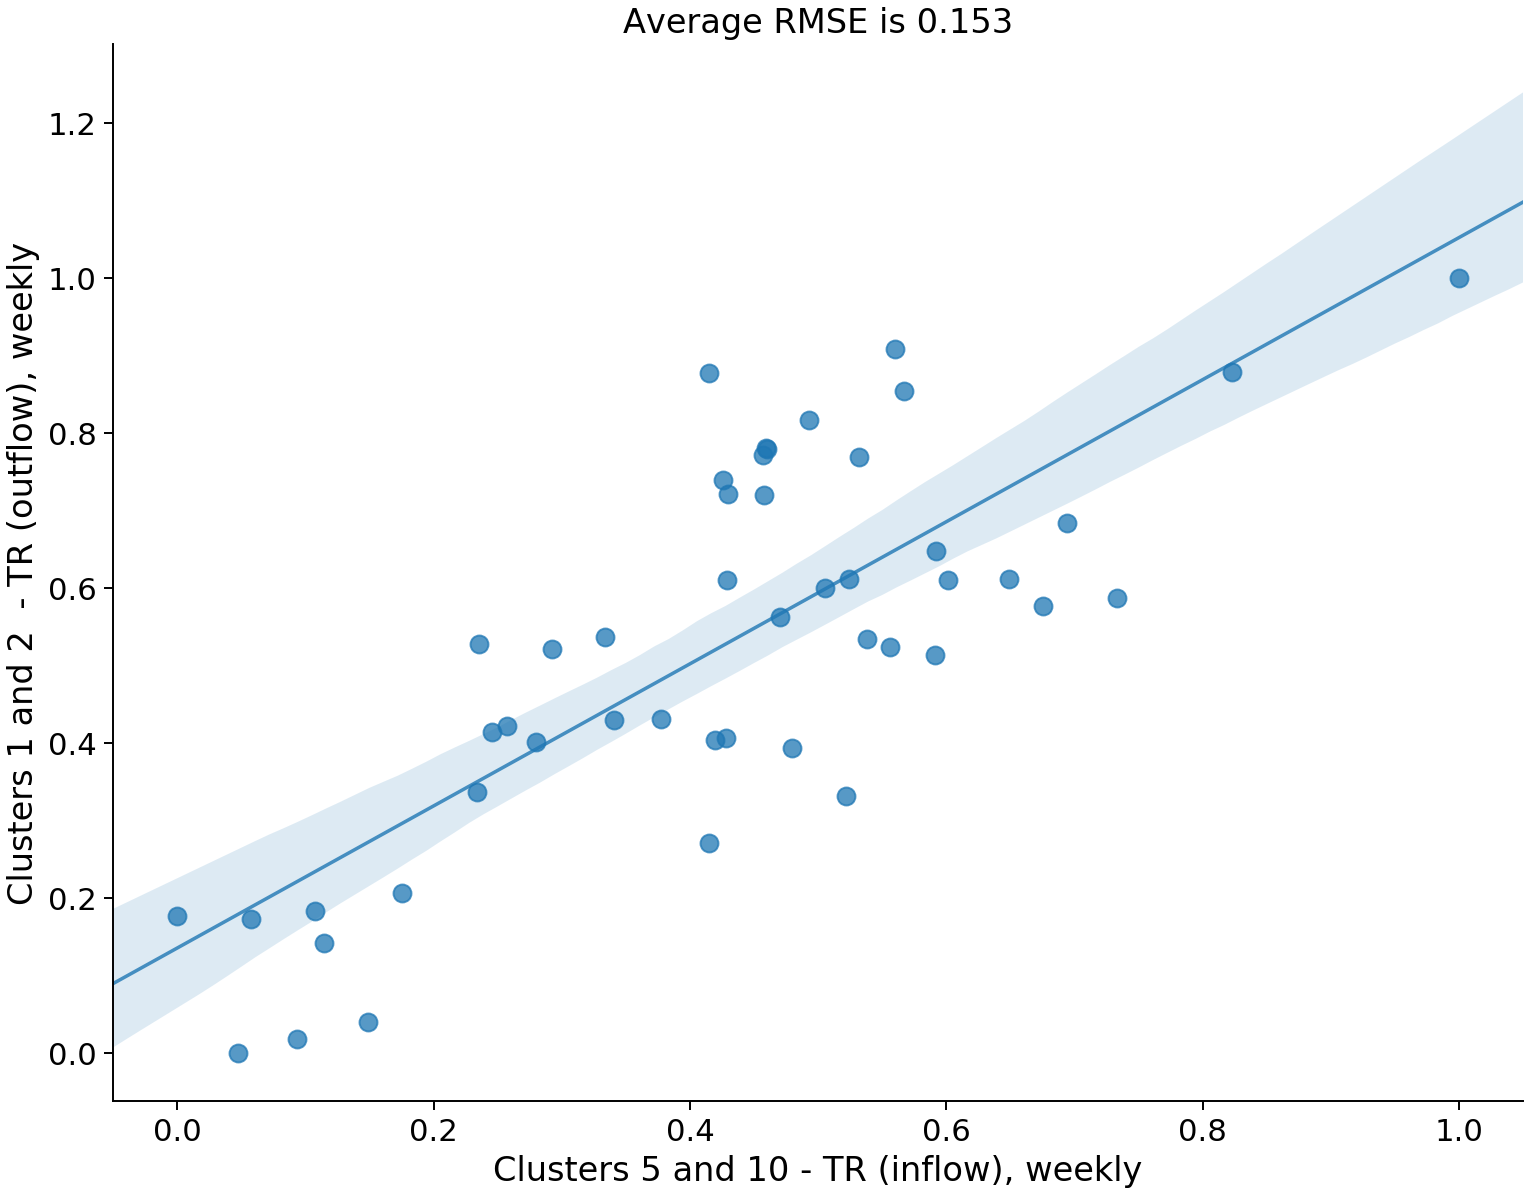 Average RMSE is 0.153
Clusters 1 and 2  - TR (outflow), weekly
1.2
1.0
0.8
0.6
0.4
0.2
0.0
0.0 0.2 0.4 0.6 0.8 1.0
Clusters 5 and 10 - TR (inflow), weekly